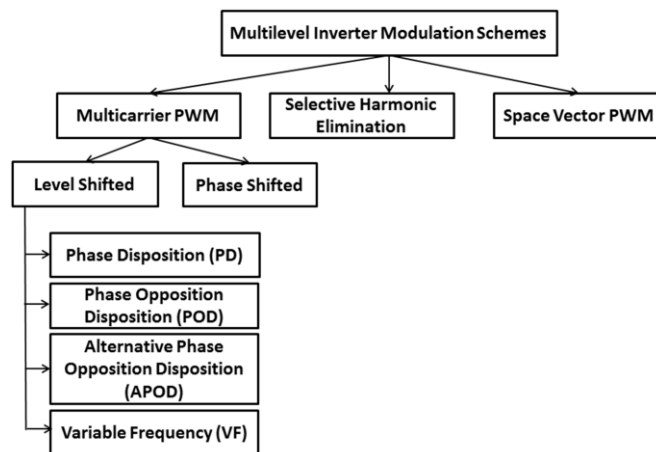 Multilevel Inverter Modulation Schemes
Multicarrier PWM
Selective Harmonic
Elimination
Space Vector PWM
Level Shifted
Phase Shifted
Phase Disposition (PD)
Phase Opposition
Disposition (POD)
Alternative Phase
Opposition Disposition
(APOD)
Variable Frequency (VF)